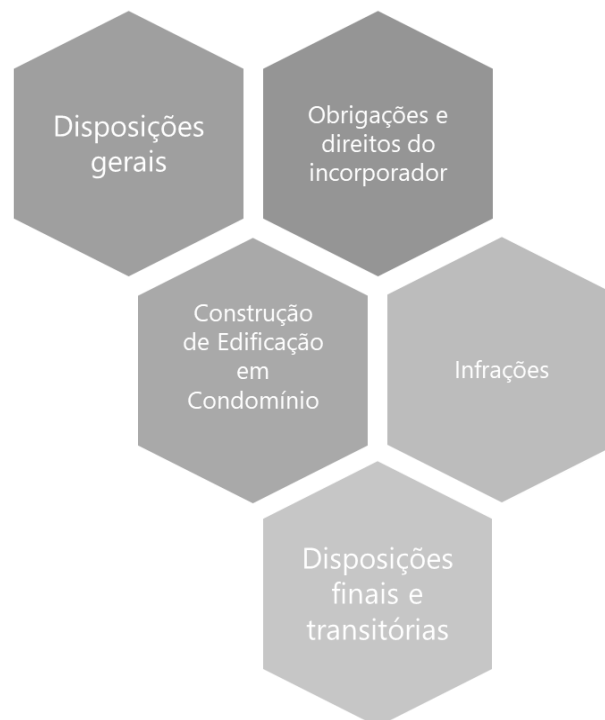 Disposições
gerais
Obrigações e
direitos do
incorporador
Construção
de Edificação
em
Condomínio
Infrações
Disposições
finais e
transitórias